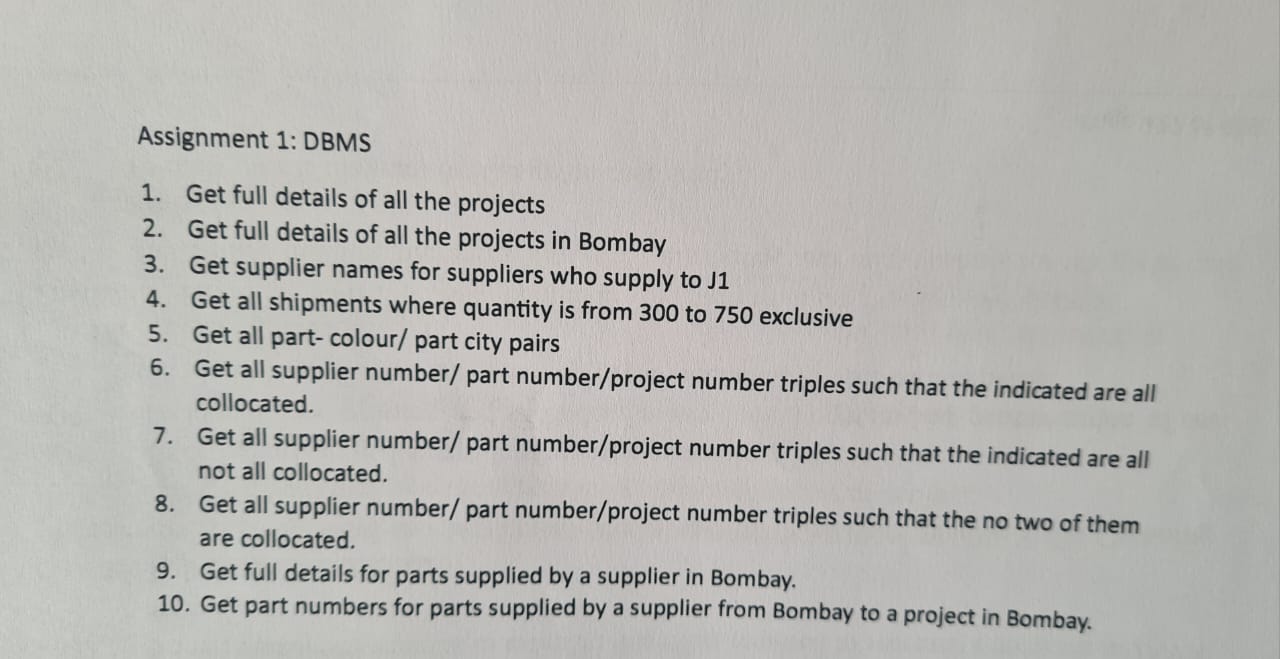 Assignment 1: DBMS
1. Get full details of all the projects
2. Get full details of all the projects in Bombay
3. Get supplier names for suppliers who supply to J1
4. Get all shipments where quantity is from 300 to 750 exclusive
5. Get all part- colour/ part city pairs
6. Get all supplier number/ part number/project number triples such that the indicated are all
collocated.
7. Get all supplier number/ part number/project number triples such that the indicated are all
not all collocated.
8. Get all supplier number/ part number/project number triples such that the no two of them
are collocated.
9. Get full details for parts supplied by a supplier in Bombay.
10. Get part numbers for parts supplied by a supplier from Bombay to a project in Bombay.